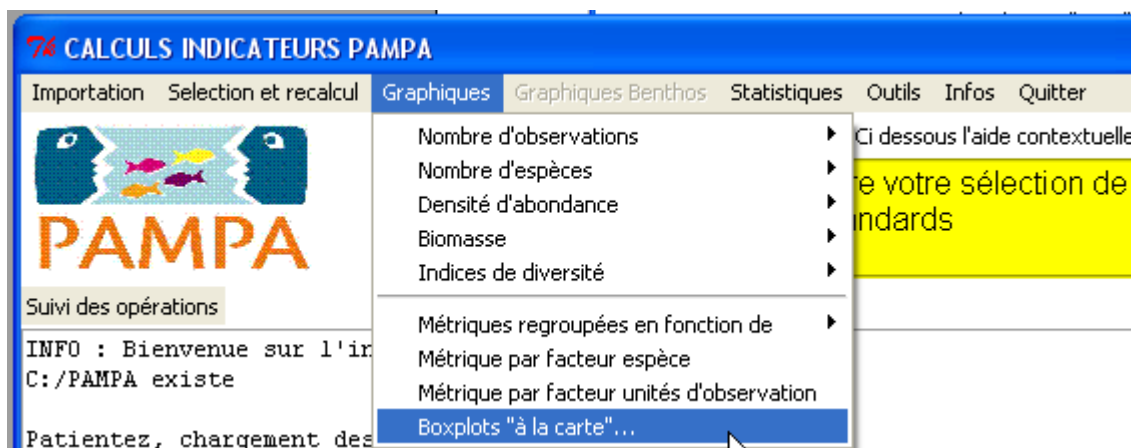 CALCULS INDICATEURS PAMPA
Importation Selection et recalcul Graphiques Graphiques Benthos Statistiques Outils Infos Quitter
Nombre d'observations
Nombre d'espèces
Densité d'abondance
Biomasse
Indices de diversité
Métriques regroupées en fonction de
Métrique par facteur espèce
Métrique par facteur unités d'observation
Boxplots "à la carte"...
Ci dessous l'aide contextuelle
re votre sélection de
ndards
PAMPA
Suivi des opérations
INFO : Bienvenue sur l'in
C:/PAMPA existe
Patientez, chargement des